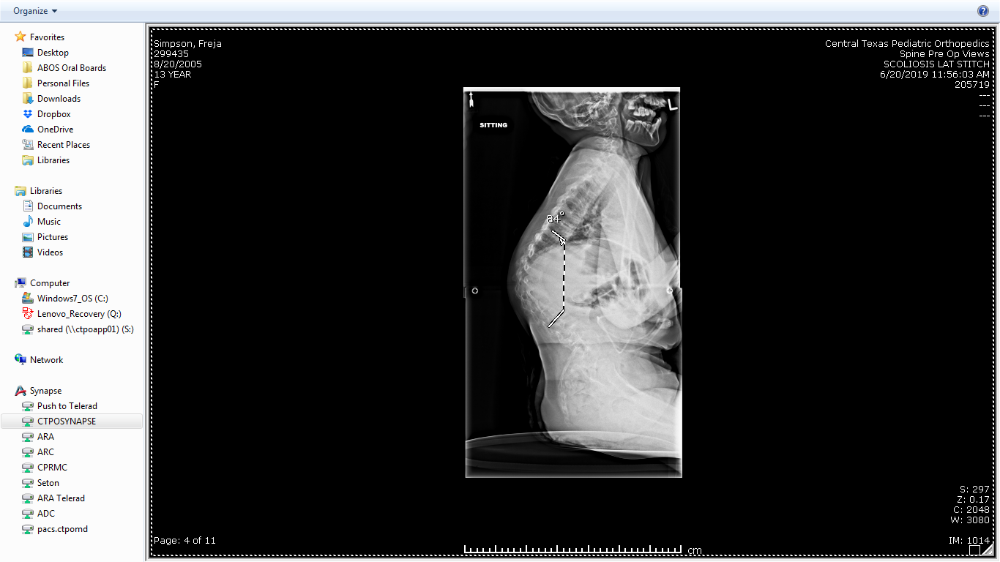 Organize
Favorites
Desktop
ABOS Oral Boards
Personal Files
Downloads
Dropbox
OneDrive
Recent Places
Libraries
Libraries
Documents
Music
Pictures
Videos
Computer
Windows7_OS (C:)
Lenovo_Recovery (Q:)
shared (\\ctpoapp01) (S:)
Network
Synapse
Push to Telerad
CTPOSYNAPSE
ARA
ARC
CPRMC
Seton
ARA Telerad
ADC
pacs.ctpomd
Simpson, Freja
299435
8/20/2005
13 YEAR
F
Central Texas Pediatric Orthopedics
Spine Pre Op Views
SCOLIOSIS LAT STITCH
6/20/2019 11:56:03 AM
205719
---
---
---
L
SITTING
84°
S: 297
Z: 0.17
C: 2048
W: 3080
IM: 1014
Page: 4 of 11
cm